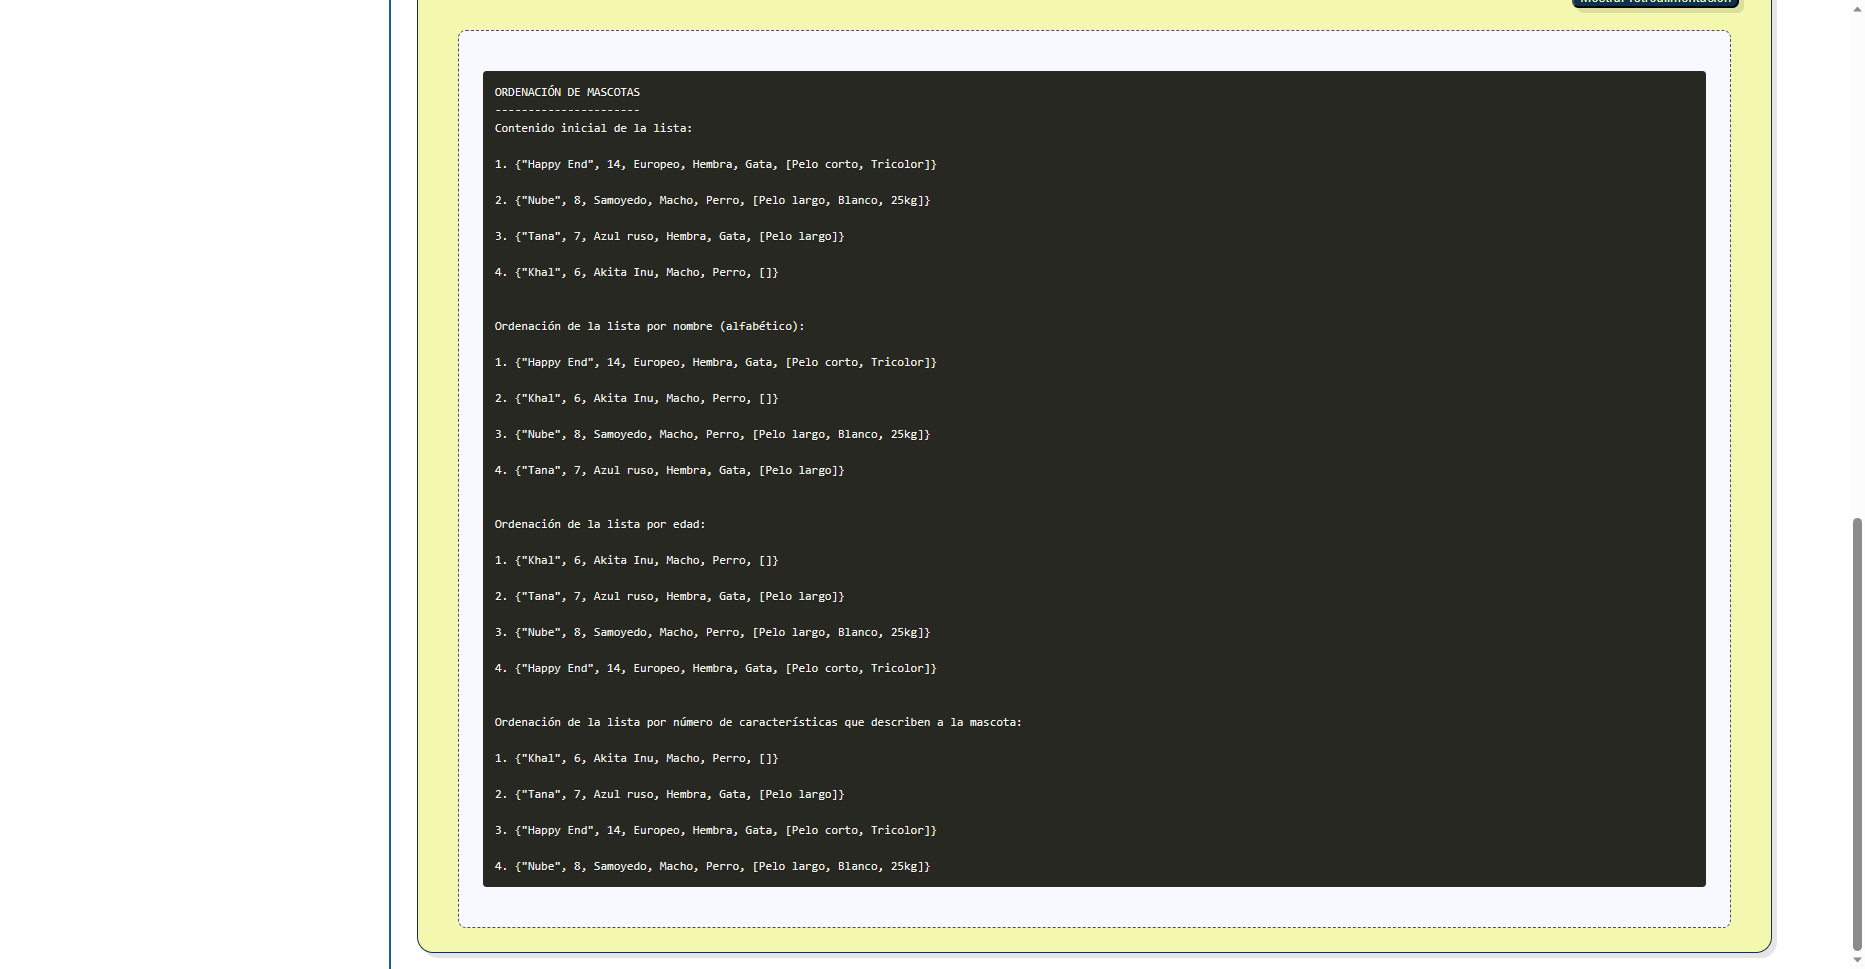 Mostrar retroalimentación
ORDENACIÓN DE MASCOTAS
----------------------
Contenido inicial de la lista:
1. {"Happy End", 14, Europeo, Hembra, Gata, [Pelo corto, Tricolor]}
2. {"Nube", 8, Samoyedo, Macho, Perro, [Pelo largo, Blanco, 25kg]}
3. {"Tana", 7, Azul ruso, Hembra, Gata, [Pelo largo]}
4. {"Khal", 6, Akita Inu, Macho, Perro, []}
Ordenación de la lista por nombre (alfabético):
1. {"Happy End", 14, Europeo, Hembra, Gata, [Pelo corto, Tricolor]}
2. {"Khal", 6, Akita Inu, Macho, Perro, []}
3. {"Nube", 8, Samoyedo, Macho, Perro, [Pelo largo, Blanco, 25kg]}
4. {"Tana", 7, Azul ruso, Hembra, Gata, [Pelo largo]}
Ordenación de la lista por edad:
1. {"Khal", 6, Akita Inu, Macho, Perro, []}
2. {"Tana", 7, Azul ruso, Hembra, Gata, [Pelo largo]}
3. {"Nube", 8, Samoyedo, Macho, Perro, [Pelo largo, Blanco, 25kg]}
4. {"Happy End", 14, Europeo, Hembra, Gata, [Pelo corto, Tricolor]}
Ordenación de la lista por número de características que describen a la mascota:
1. {"Khal", 6, Akita Inu, Macho, Perro, []}
2. {"Tana", 7, Azul ruso, Hembra, Gata, [Pelo largo]}
3. {"Happy End", 14, Europeo, Hembra, Gata, [Pelo corto, Tricolor]}
4. {"Nube", 8, Samoyedo, Macho, Perro, [Pelo largo, Blanco, 25kg]}